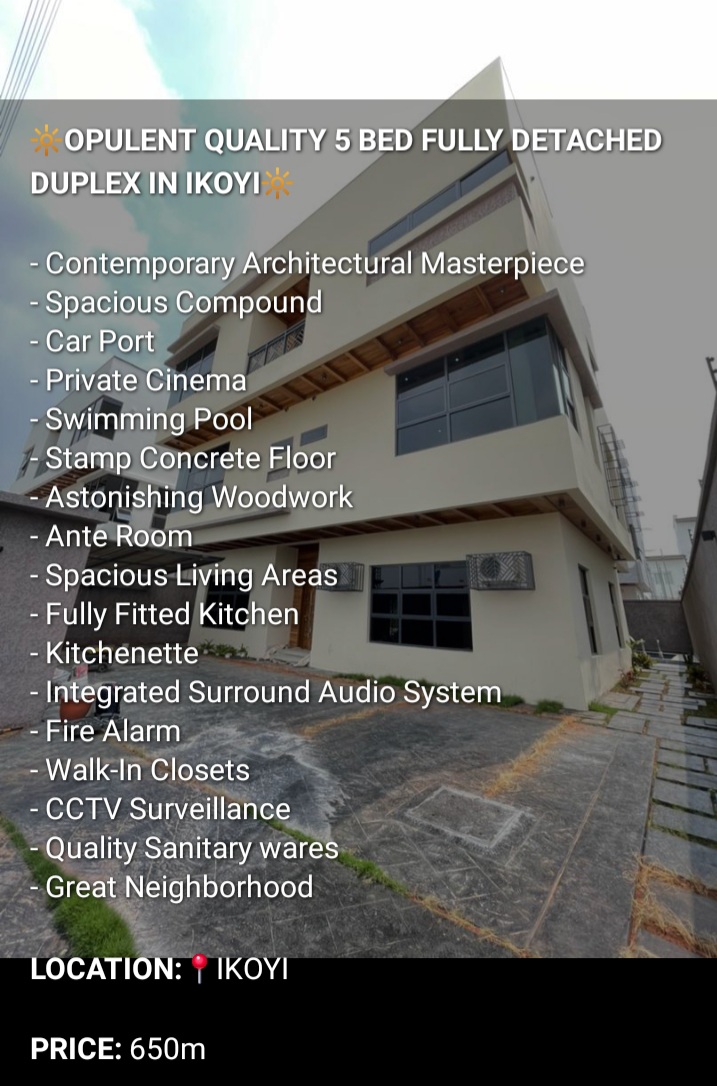 🔆OPULENT QUALITY 5 BED FULLY DETACHED
DUPLEX IN IKOYI🔆
- Contemporary Architectural Masterpiece
- Spacious Compound
- Car Port
- Private Cinema
- Swimming Pool
- Stamp Concrete Floor
- Astonishing Woodwork
- Ante Room
- Spacious Living Areas
- Fully Fitted Kitchen
- Kitchenette
- Integrated Surround Audio System
- Fire Alarm
- Walk-In Closets
- CCTV Surveillance
- Quality Sanitary wares
- Great Neighborhood
LOCATION:📍IKOYI
PRICE: 650m